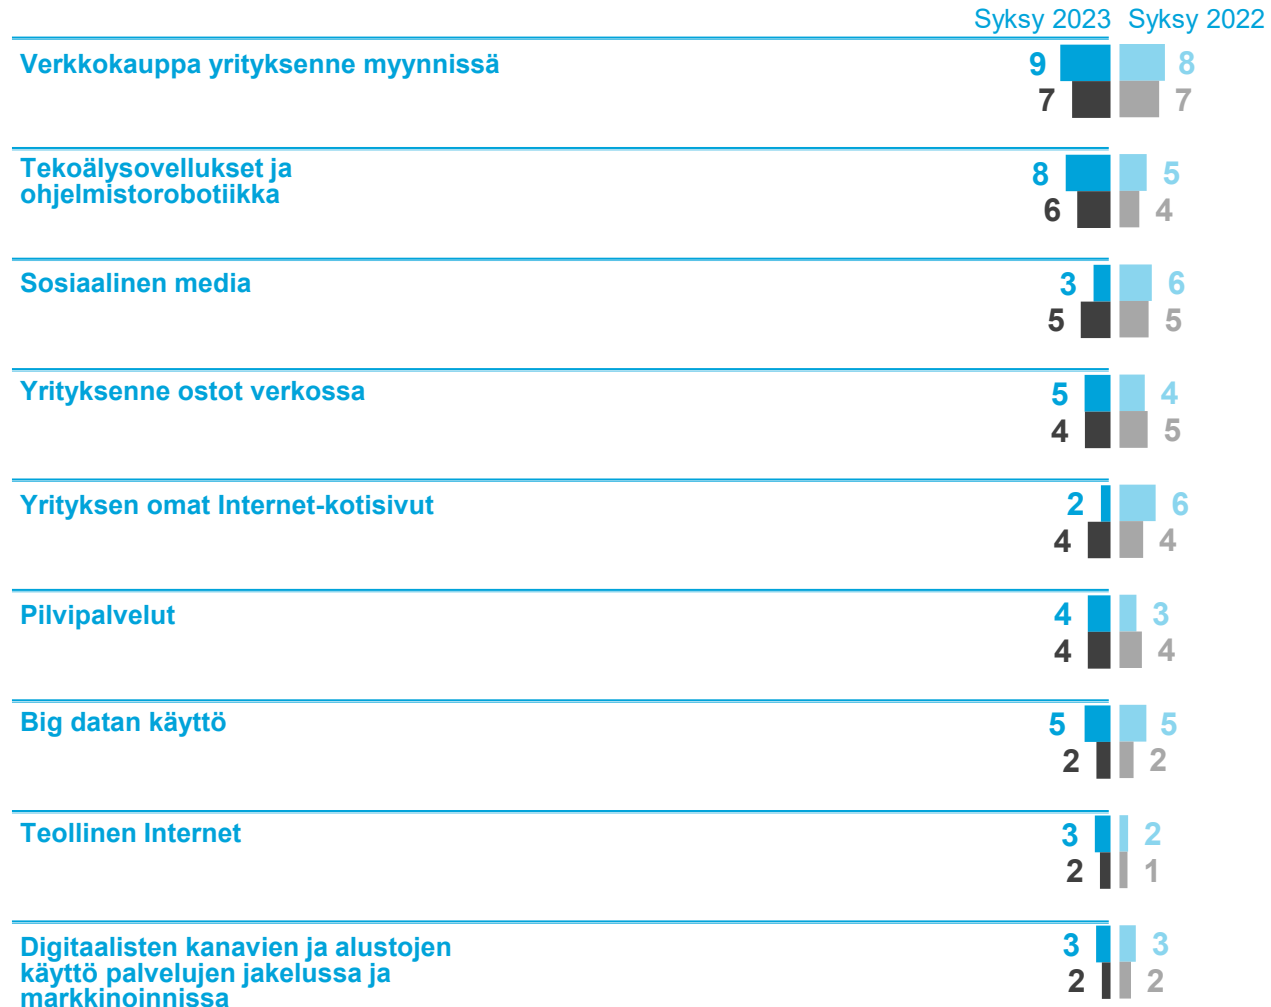 Syksy 2023 Syksy 2022
Verkkokauppa yrityksenne myynnissä
9 8
7 7
Tekoälysovellukset ja
ohjelmistorobotiikka
8 5
6 4
Sosiaalinen media
3 6
5 5
Yrityksenne ostot verkossa
5 4
4 5
Yrityksen omat Internet-kotisivut
2 6
4 4
Pilvipalvelut
4 3
4 4
Big datan käyttö
5 5
2 2
Teollinen Internet
3 2
2 1
Digitaalisten kanavien ja alustojen
käyttö palvelujen jakelussa ja
markkinoinnissa
3 3
2 2